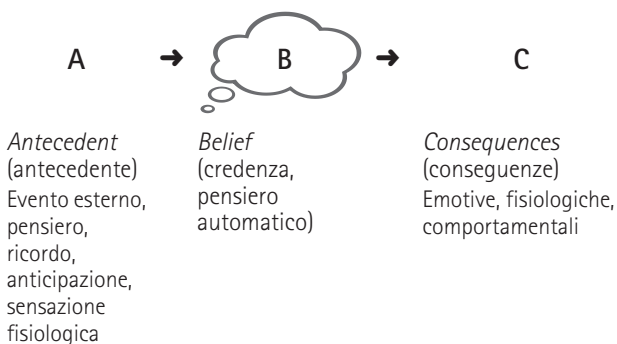 A → B → C
Antecedent
(antecedente)
Evento esterno,
pensiero,
ricordo,
anticipazione,
sensazione
fisiologica
Belief
(credenza,
pensiero
automatico)
Consequences
(conseguenze)
Emotive, fisiologiche,
comportamentali